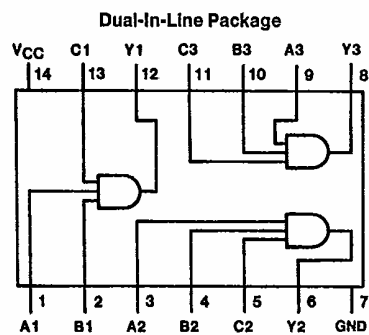 Dual-In-Line Package
VCC C1 Y1 C3 B3 A3 Y3
14 13 12 11 10 9 8
1 2 3 4 5 6 7
A1 B1 A2 B2 C2 Y2 GND